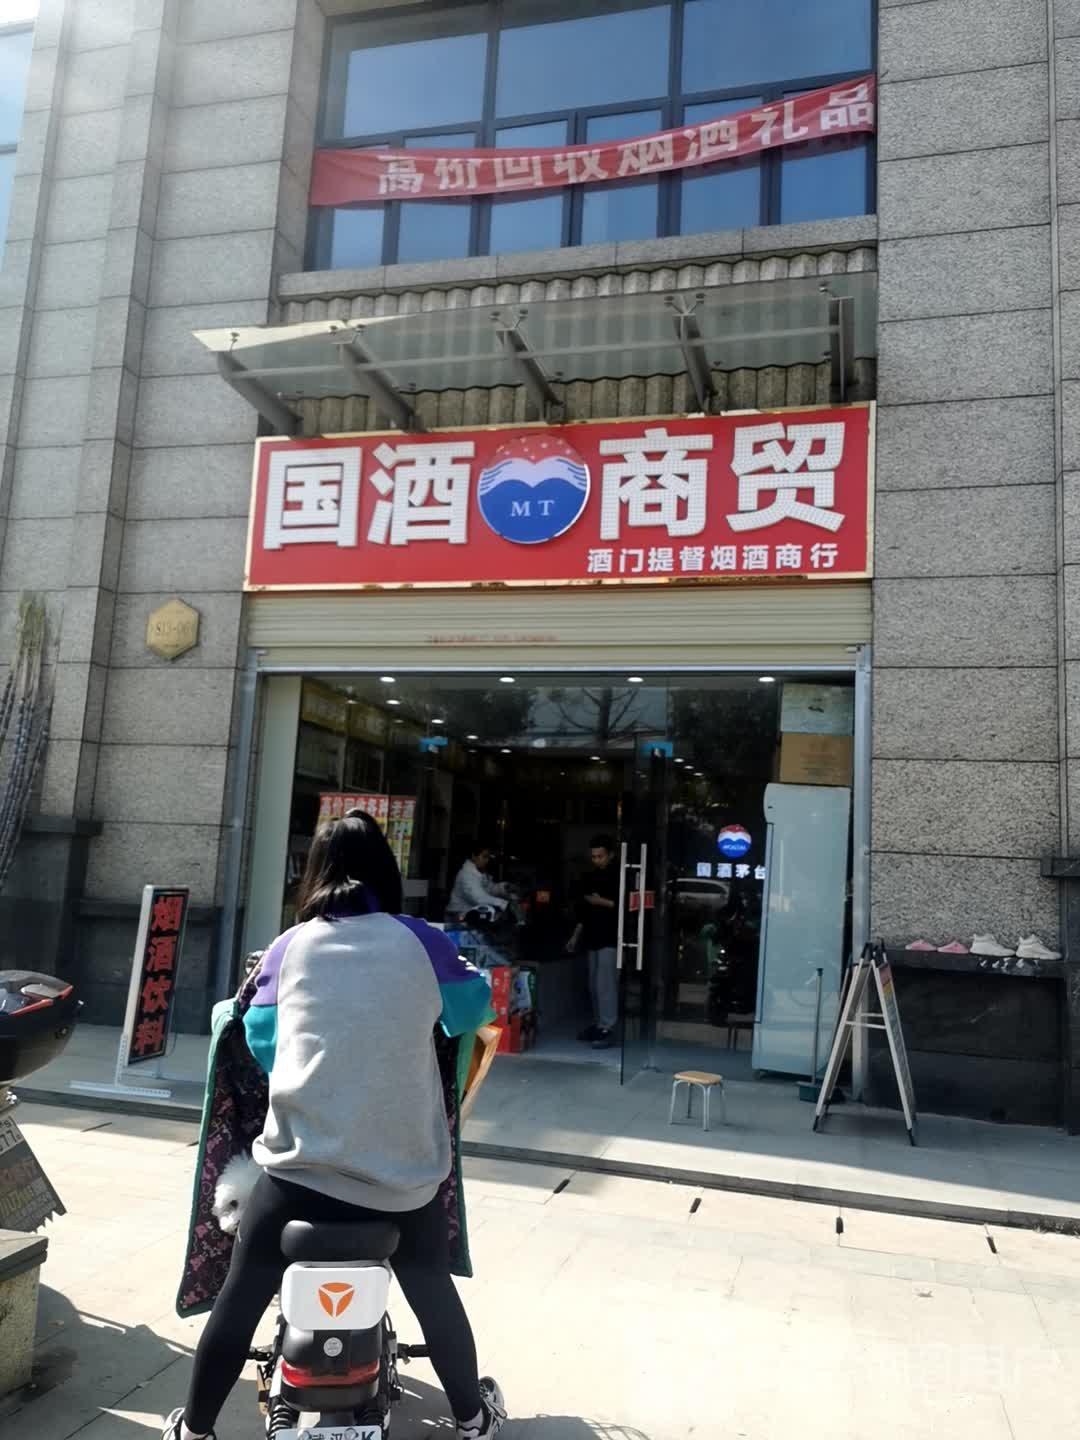 高价回收烟酒礼品
国酒 MT 商贸
酒门提督烟酒商行
国酒茅台
烟酒饮料